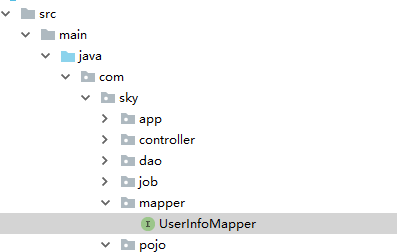 src
main
java
com
sky
app
controller
dao
job
mapper
I UserInfoMapper
pojo